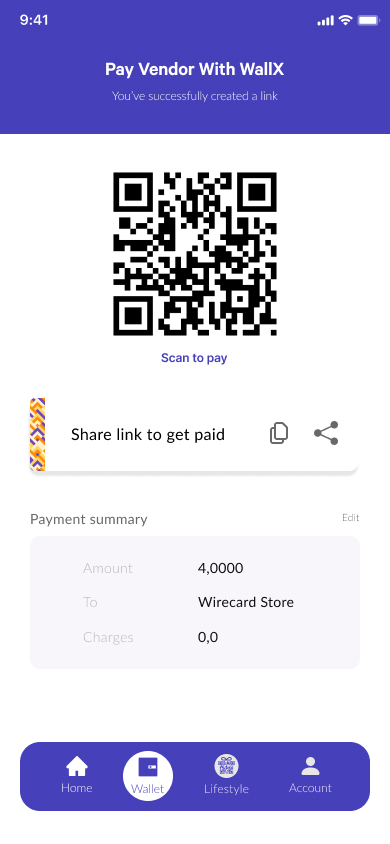 9:41
Pay Vendor With WallX
You've successfully created a link
Scan to pay
Share link to get paid
Payment summary
Edit
Amount 4,0000
To Wirecard Store
Charges 0,0
Home Wallet Lifestyle Account